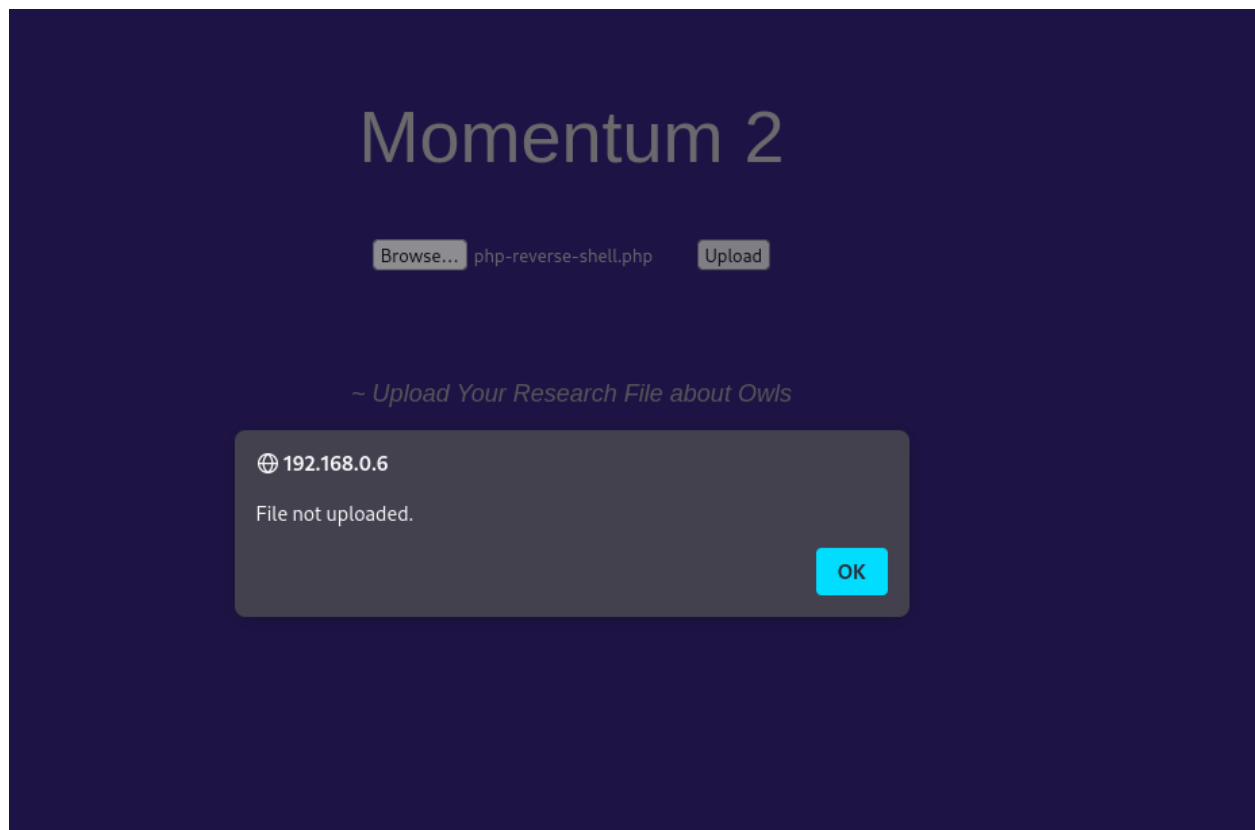 Momentum 2
Browse... php-reverse-shell.php Upload
~ Upload Your Research File about Owls
192.168.0.6
File not uploaded.
OK